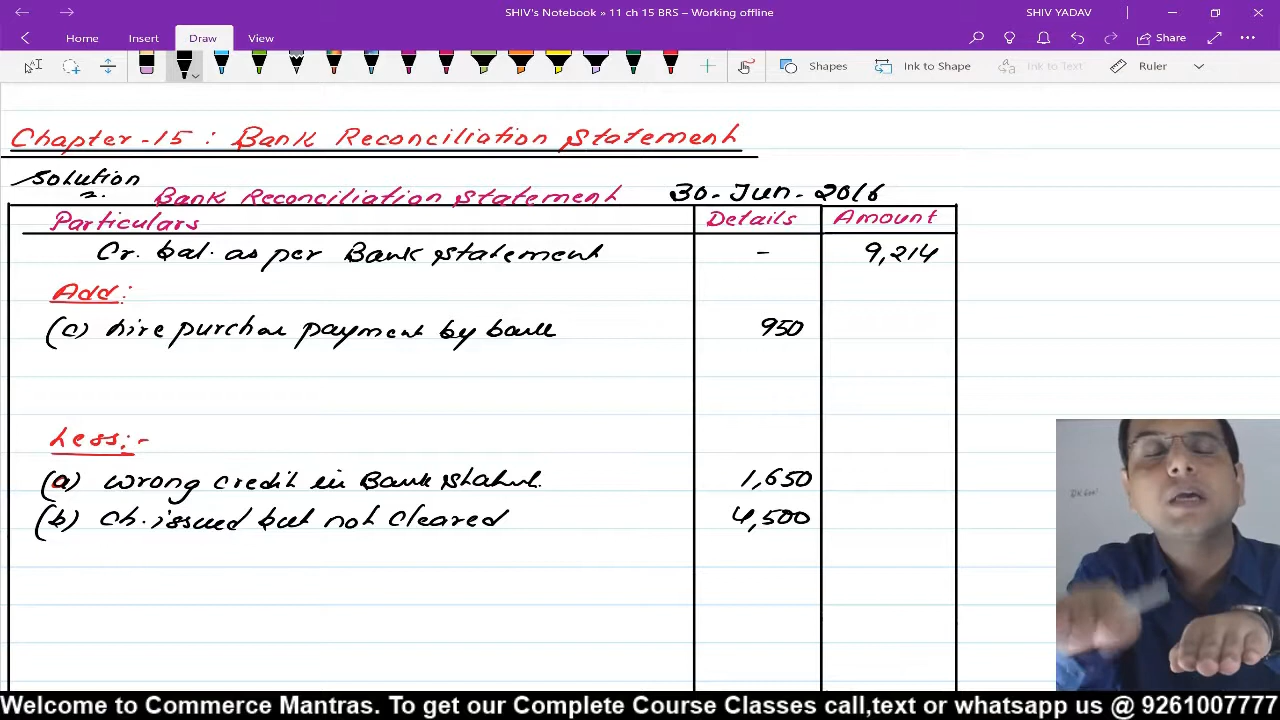 SHIV's Notebook » 11 ch 15 BRS – Working offline
SHIV YADAV
Home Insert Draw View
Share
Shapes Ink to Shape Ink to Text Ruler
Chapter -15 : Bank Reconciliation Statement
Solution
Bank Reconciliation Statement 30-Jun-2016
Particulars Details Amount
Cr. bal. as per Bank Statement - 9,214
Add:
(c) hire purchase payment by bank 950
Less:-
(a) wrong credit in Bank 1,650
(b) ch. issued but not cleared 4,500
Welcome to Commerce Mantras. To get our Complete Course Classes call,text or whatsapp us @ 9261007777